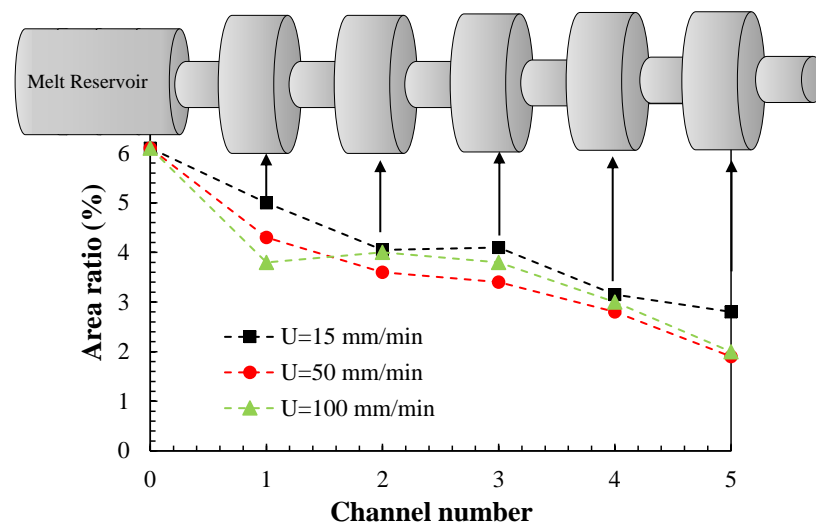 Melt Reservoir
6
5
4
3
2
1
0
Area ratio (%)
U=15 mm/min
U=50 mm/min
U=100 mm/min
0 1 2 3 4 5
Channel number